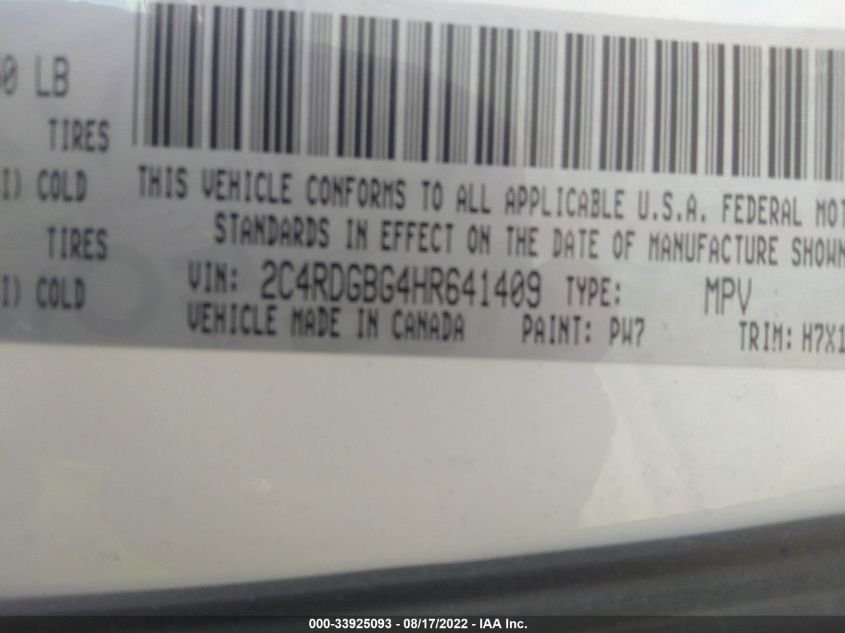 0 LB
TIRES
I) COLD
THIS VEHICLE CONFORMS TO ALL APPLICABLE U.S.A. FEDERAL MOT
TIRES
STANDARDS IN EFFECT ON THE DATE OF MANUFACTURE SHOWN
I) COLD
VIN: 2C4RDGBG4HR641409 TYPE: MPV
VEHICLE MADE IN CANADA PAINT: PW7 TRIM: H7X1
000-33925093 - 08/17/2022 - IAA Inc.